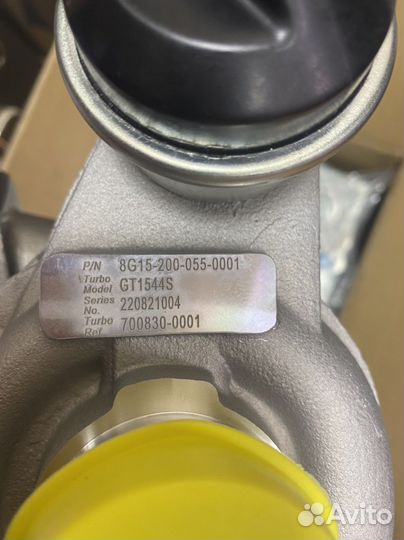 P/N 8G15-200-055-0001
Turbo Model GT1544S
Series No. 220821004
Turbo Ref. 700830-0001
Avito